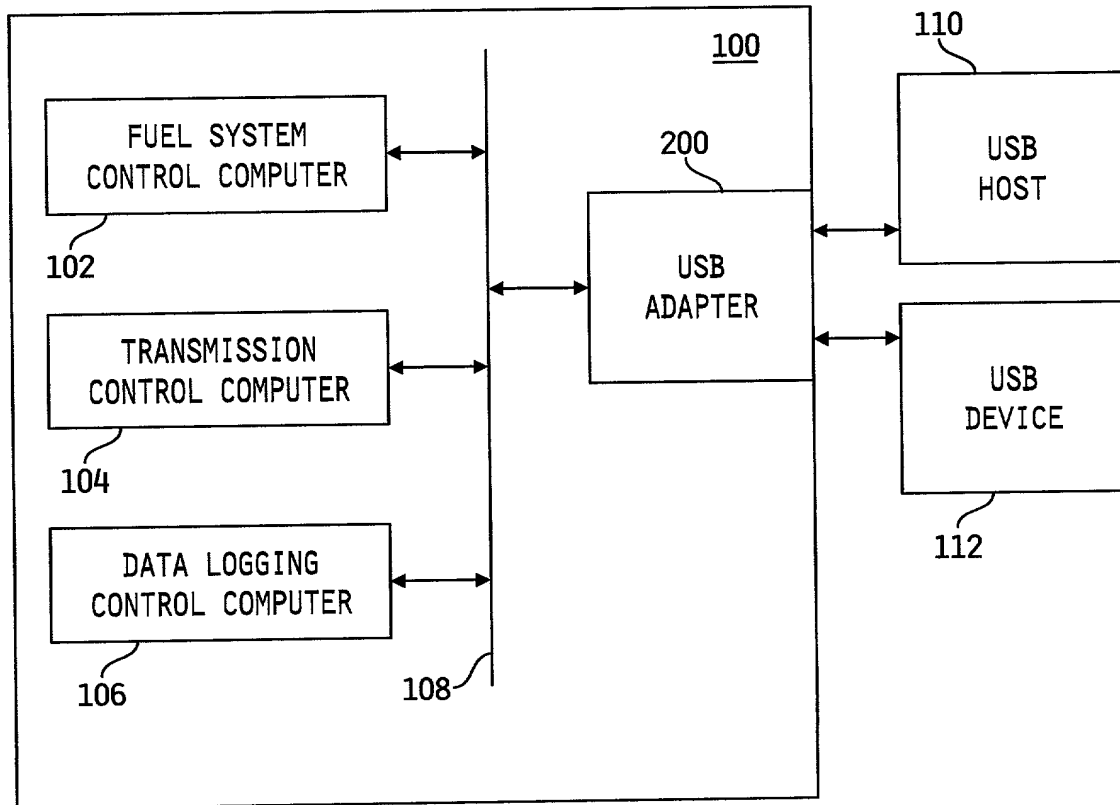 100
110
FUEL SYSTEM
CONTROL COMPUTER
102
200
USB
HOST
USB
ADAPTER
TRANSMISSION
CONTROL COMPUTER
104
USB
DEVICE
112
DATA LOGGING
CONTROL COMPUTER
106
108